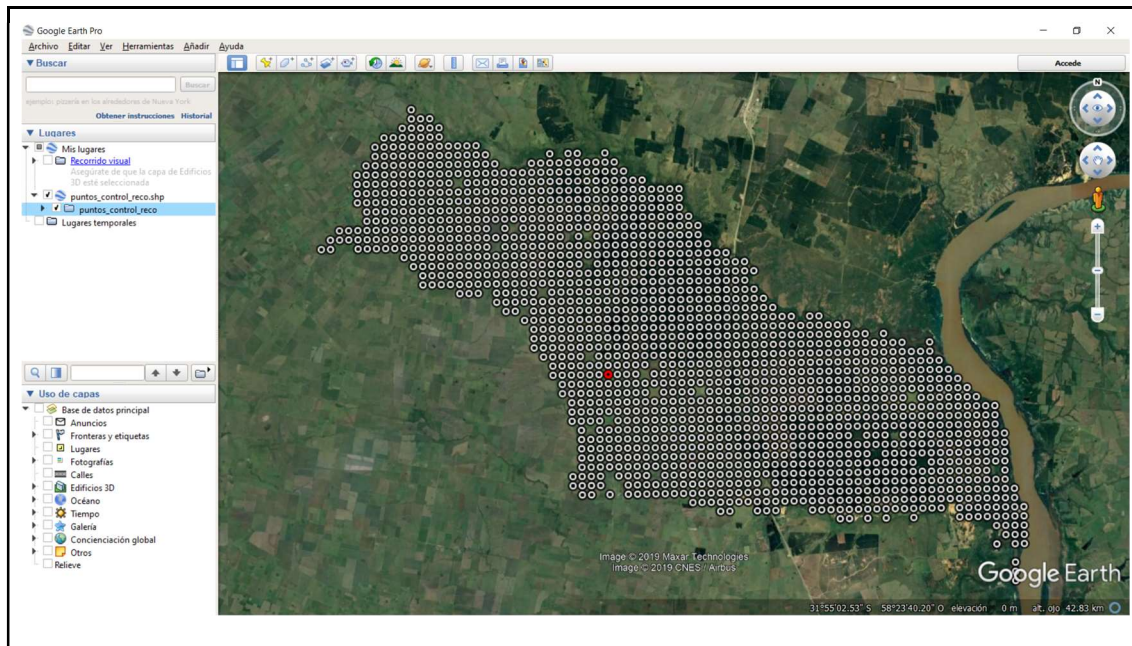 Google Earth Pro
Archivo Editar Ver Herramientas Añadir Ayuda
Buscar
Accede
Buscar
ejemplo: pizzería en los alrededores de Nueva York
Obtener instrucciones Historial
N
Lugares
Mis lugares
Recorrido visual
Asegúrate de que la capa de Edificios
3D esté seleccionada
puntos_control_reco.shp
puntos_control_reco
Lugares temporales
Uso de capas
Base de datos principal
Anuncios
Fronteras y etiquetas
Lugares
Fotografías
Calles
Edificios 3D
Océano
Tiempo
Galería
Concienciación global
Otros
Relieve
Image © 2019 Maxar Technologies
Image © 2019 CNES / Airbus
Google Earth
31°55'02.53" S 58°23'40.20" O elevación 0 m alt. ojo 42.83 km